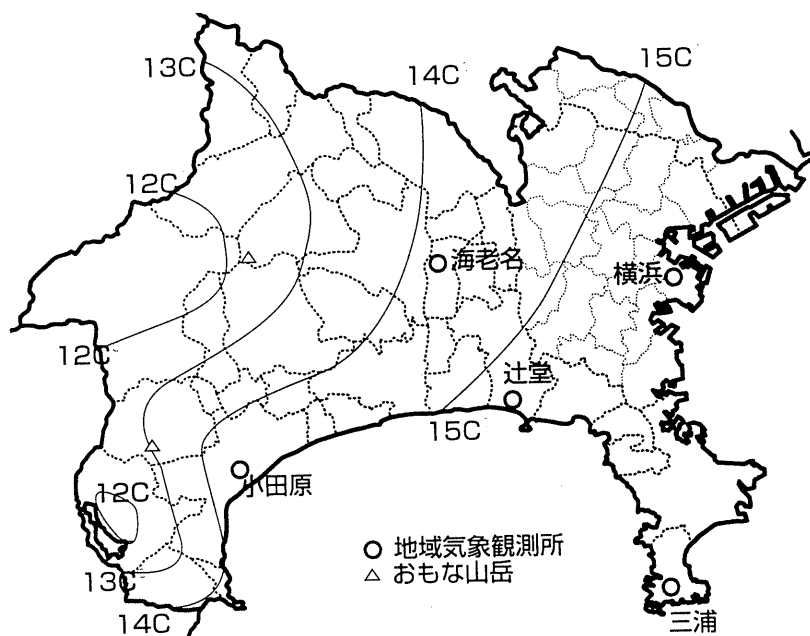 15C
13C
14C
12C
海老名
横浜
12C
辻堂
15C
小田原
12C
地域気象観測所
おもな山岳
13C
14C
三浦